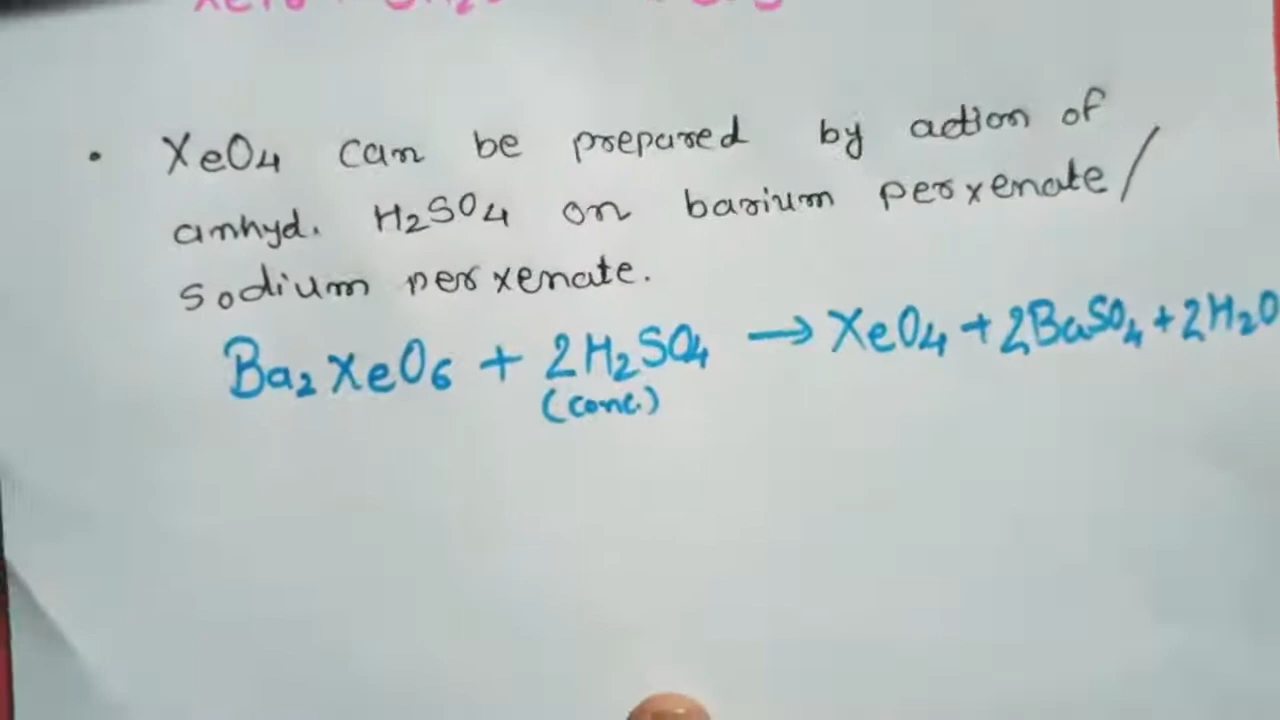 • XeO4 can be prepared by action of
anhyd. H2SO4 on barium perxenate/
sodium perxenate.
Ba2XeO6 + 2H2SO4 → XeO4 + 2BaSO4 + 2H2O
(conc.)